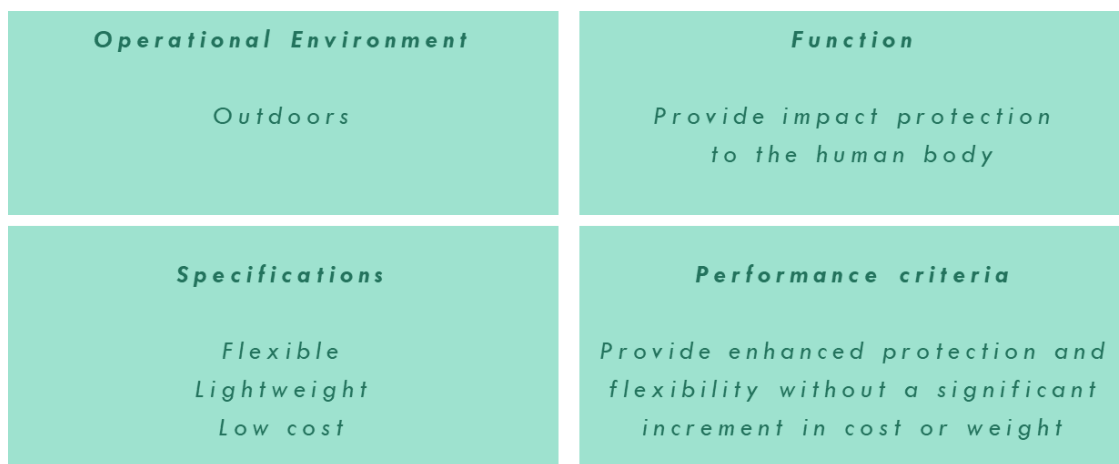 Operational Environment
Outdoors
Function
Provide impact protection
to the human body
Specifications
Flexible
Lightweight
Low cost
Performance criteria
Provide enhanced protection and
flexibility without a significant
increment in cost or weight